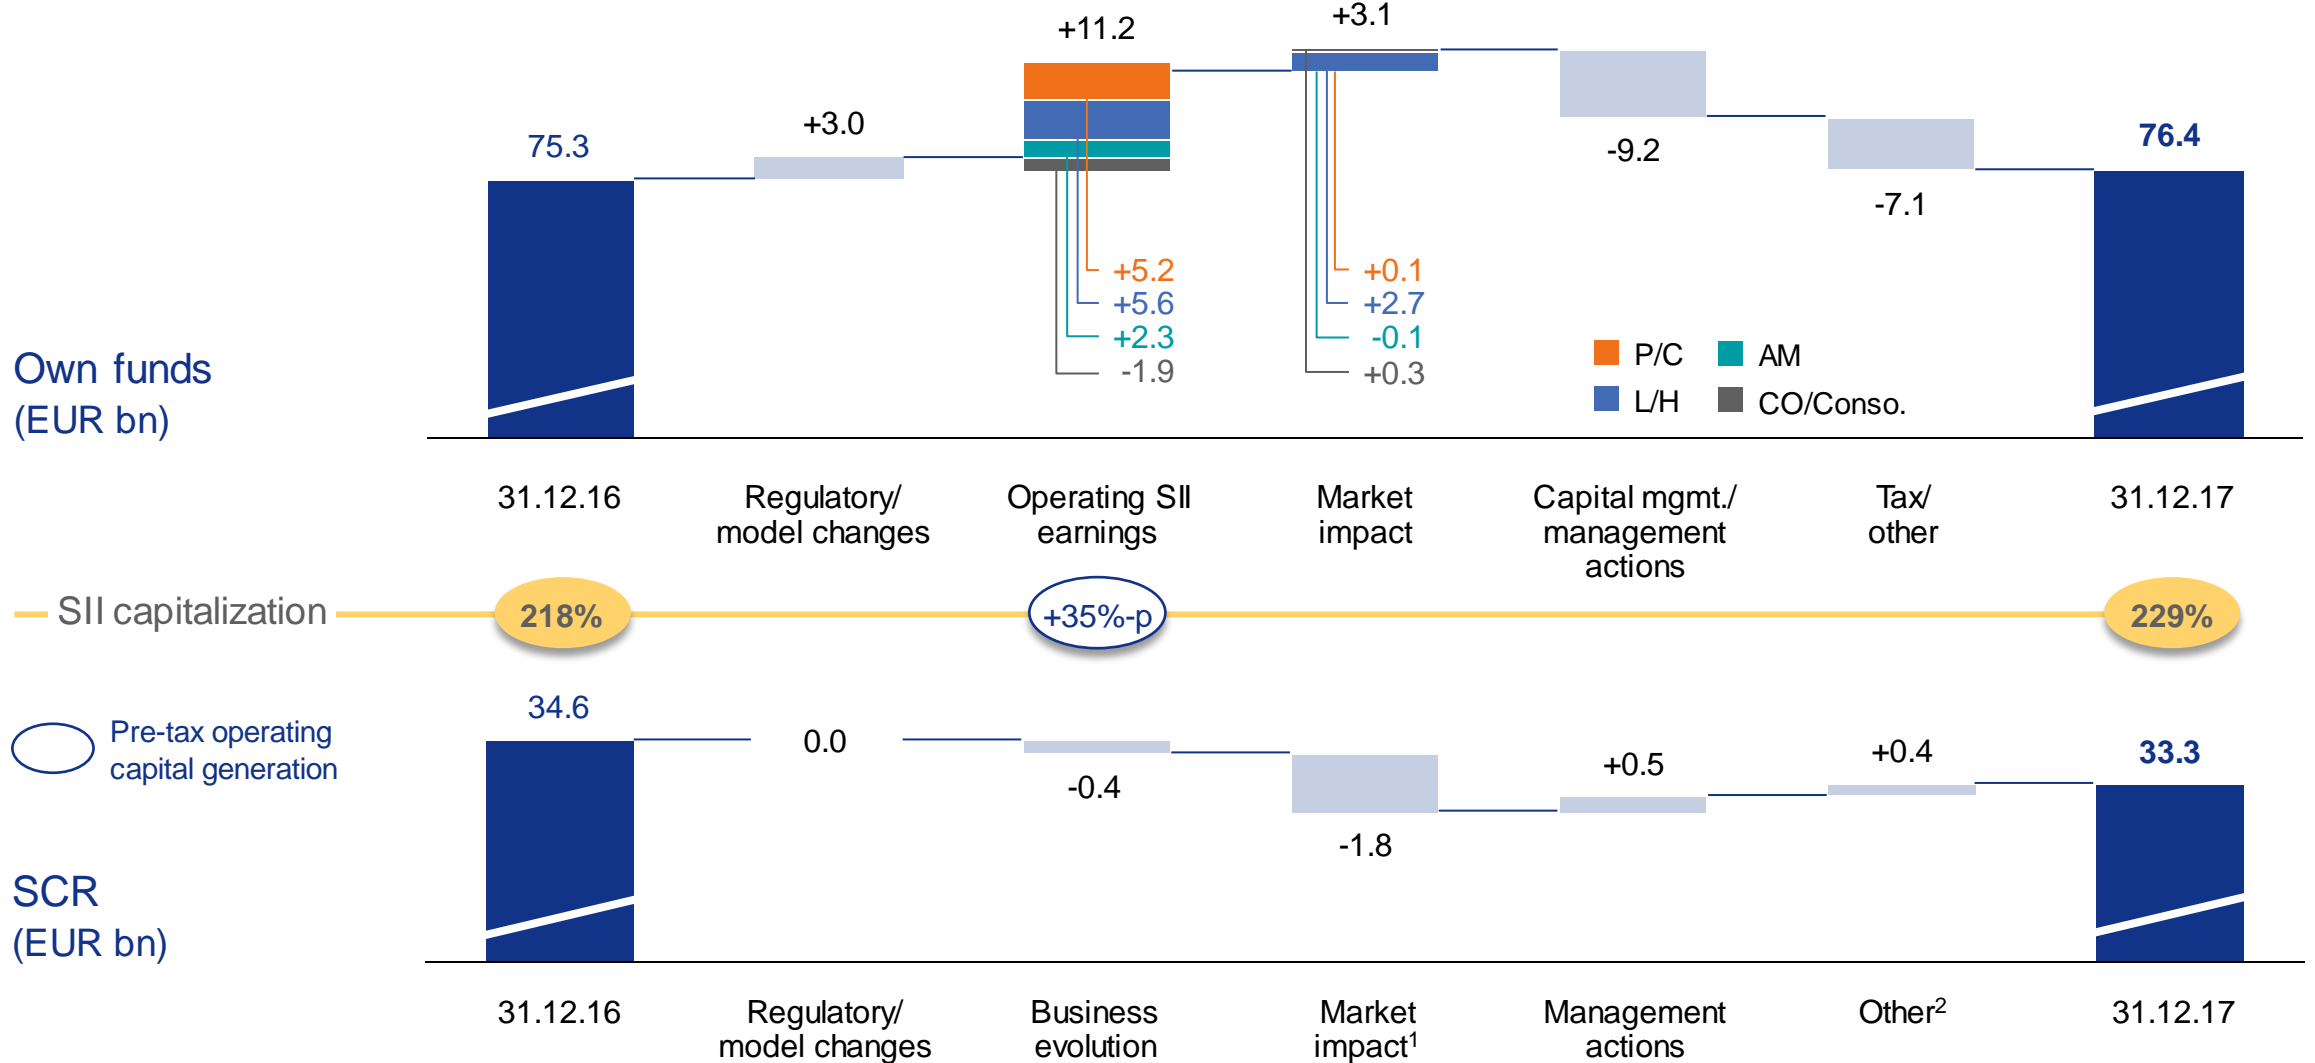 +11.2
+3.1
75.3
+3.0
-9.2
-7.1
76.4
+5.2
+5.6
+2.3
-1.9
+0.1
+2.7
-0.1
+0.3
P/C
AM
L/H
CO/Conso.
Own funds
(EUR bn)
31.12.16
Regulatory/
model changes
Operating SII
earnings
Market
impact
Capital mgmt./
management
actions
Tax/
other
31.12.17
SII capitalization
218%
+35%-p
229%
Pre-tax operating
capital generation
34.6
0.0
-0.4
-1.8
+0.5
+0.4
33.3
SCR
(EUR bn)
31.12.16
Regulatory/
model changes
Business
evolution
Market
impact¹
Management
actions
Other²
31.12.17